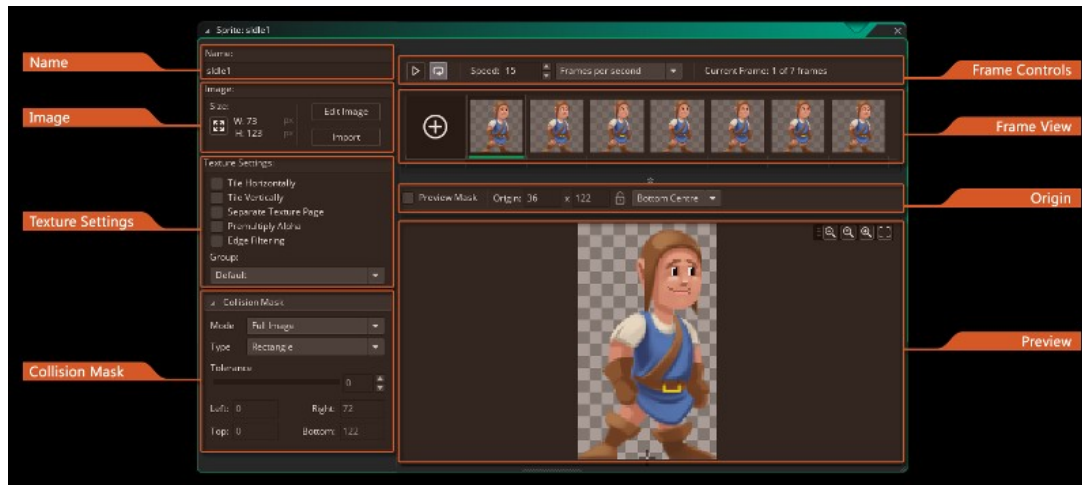 Sprite: sIdle1
Name
Name:
sIdle1
Image
Image:
Size:
W: 73 px
H: 123 px
Edit Image
Import
Texture Settings
Texture Settings:
Tile Horizontally
Tile Vertically
Separate Texture Page
Premultiply Alpha
Edge Filtering
Group:
Default
Collision Mask
Collision Mask
Mode Full Image
Type Rectangle
Tolerance
0
Left: 0 Right: 72
Top: 0 Bottom: 122
Frame Controls
Speed: 15 Frames per second Current Frame: 1 of 7 frames
Frame View
Origin
Preview Mask Origin: 36 x 122 Bottom Centre
Preview